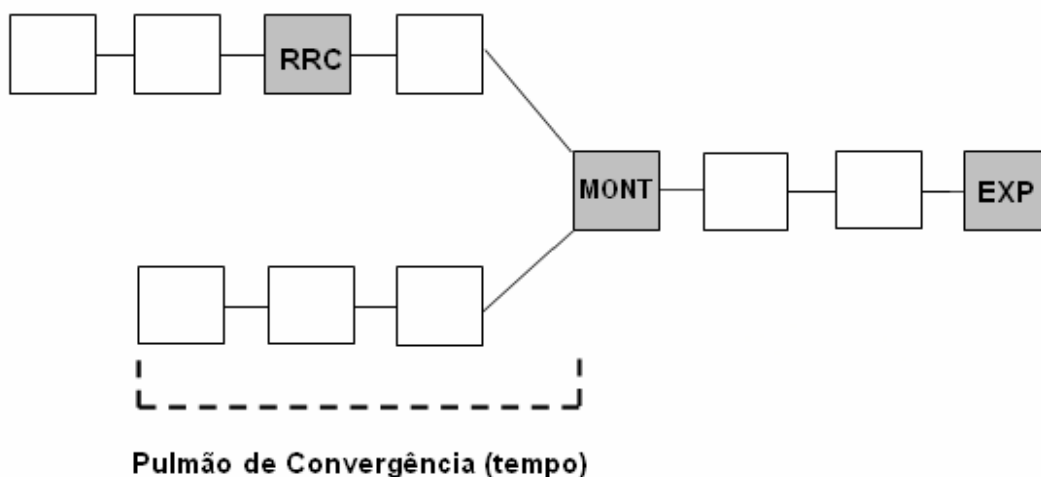 RRC
MONT
EXP
Pulmão de Convergência (tempo)